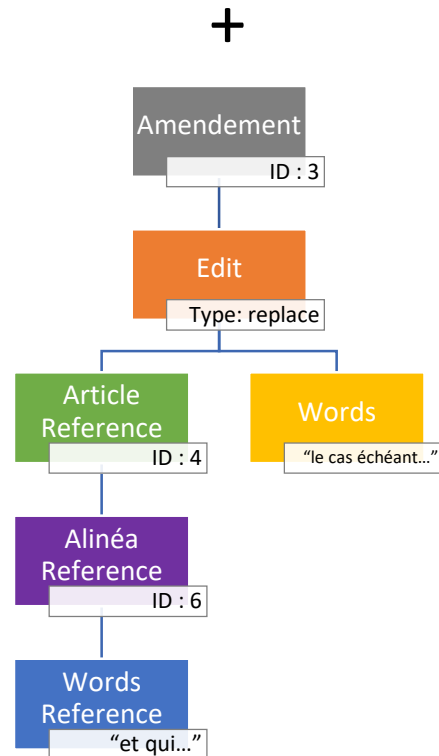 +
Amendement
ID : 3
Edit
Type: replace
Article
Reference
ID : 4
Words
“le cas échéant…”
Alinéa
Reference
ID : 6
Words
Reference
“et qui…”